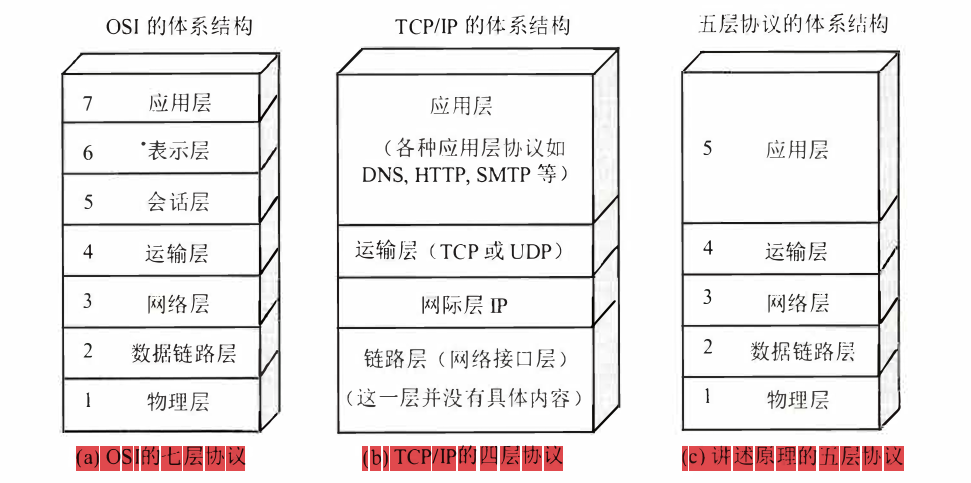 OSI 的体系结构
7 应用层
6 表示层
5 会话层
4 运输层
3 网络层
2 数据链路层
1 物理层
(a) OSI的七层协议
TCP/IP 的体系结构
应用层
（各种应用层协议如
DNS, HTTP, SMTP 等）
运输层（TCP 或 UDP）
网际层 IP
链路层（网络接口层）
（这一层并没有具体内容）
(b) TCP/IP的四层协议
五层协议的体系结构
5 应用层
4 运输层
3 网络层
2 数据链路层
1 物理层
(c) 讲述原理的五层协议